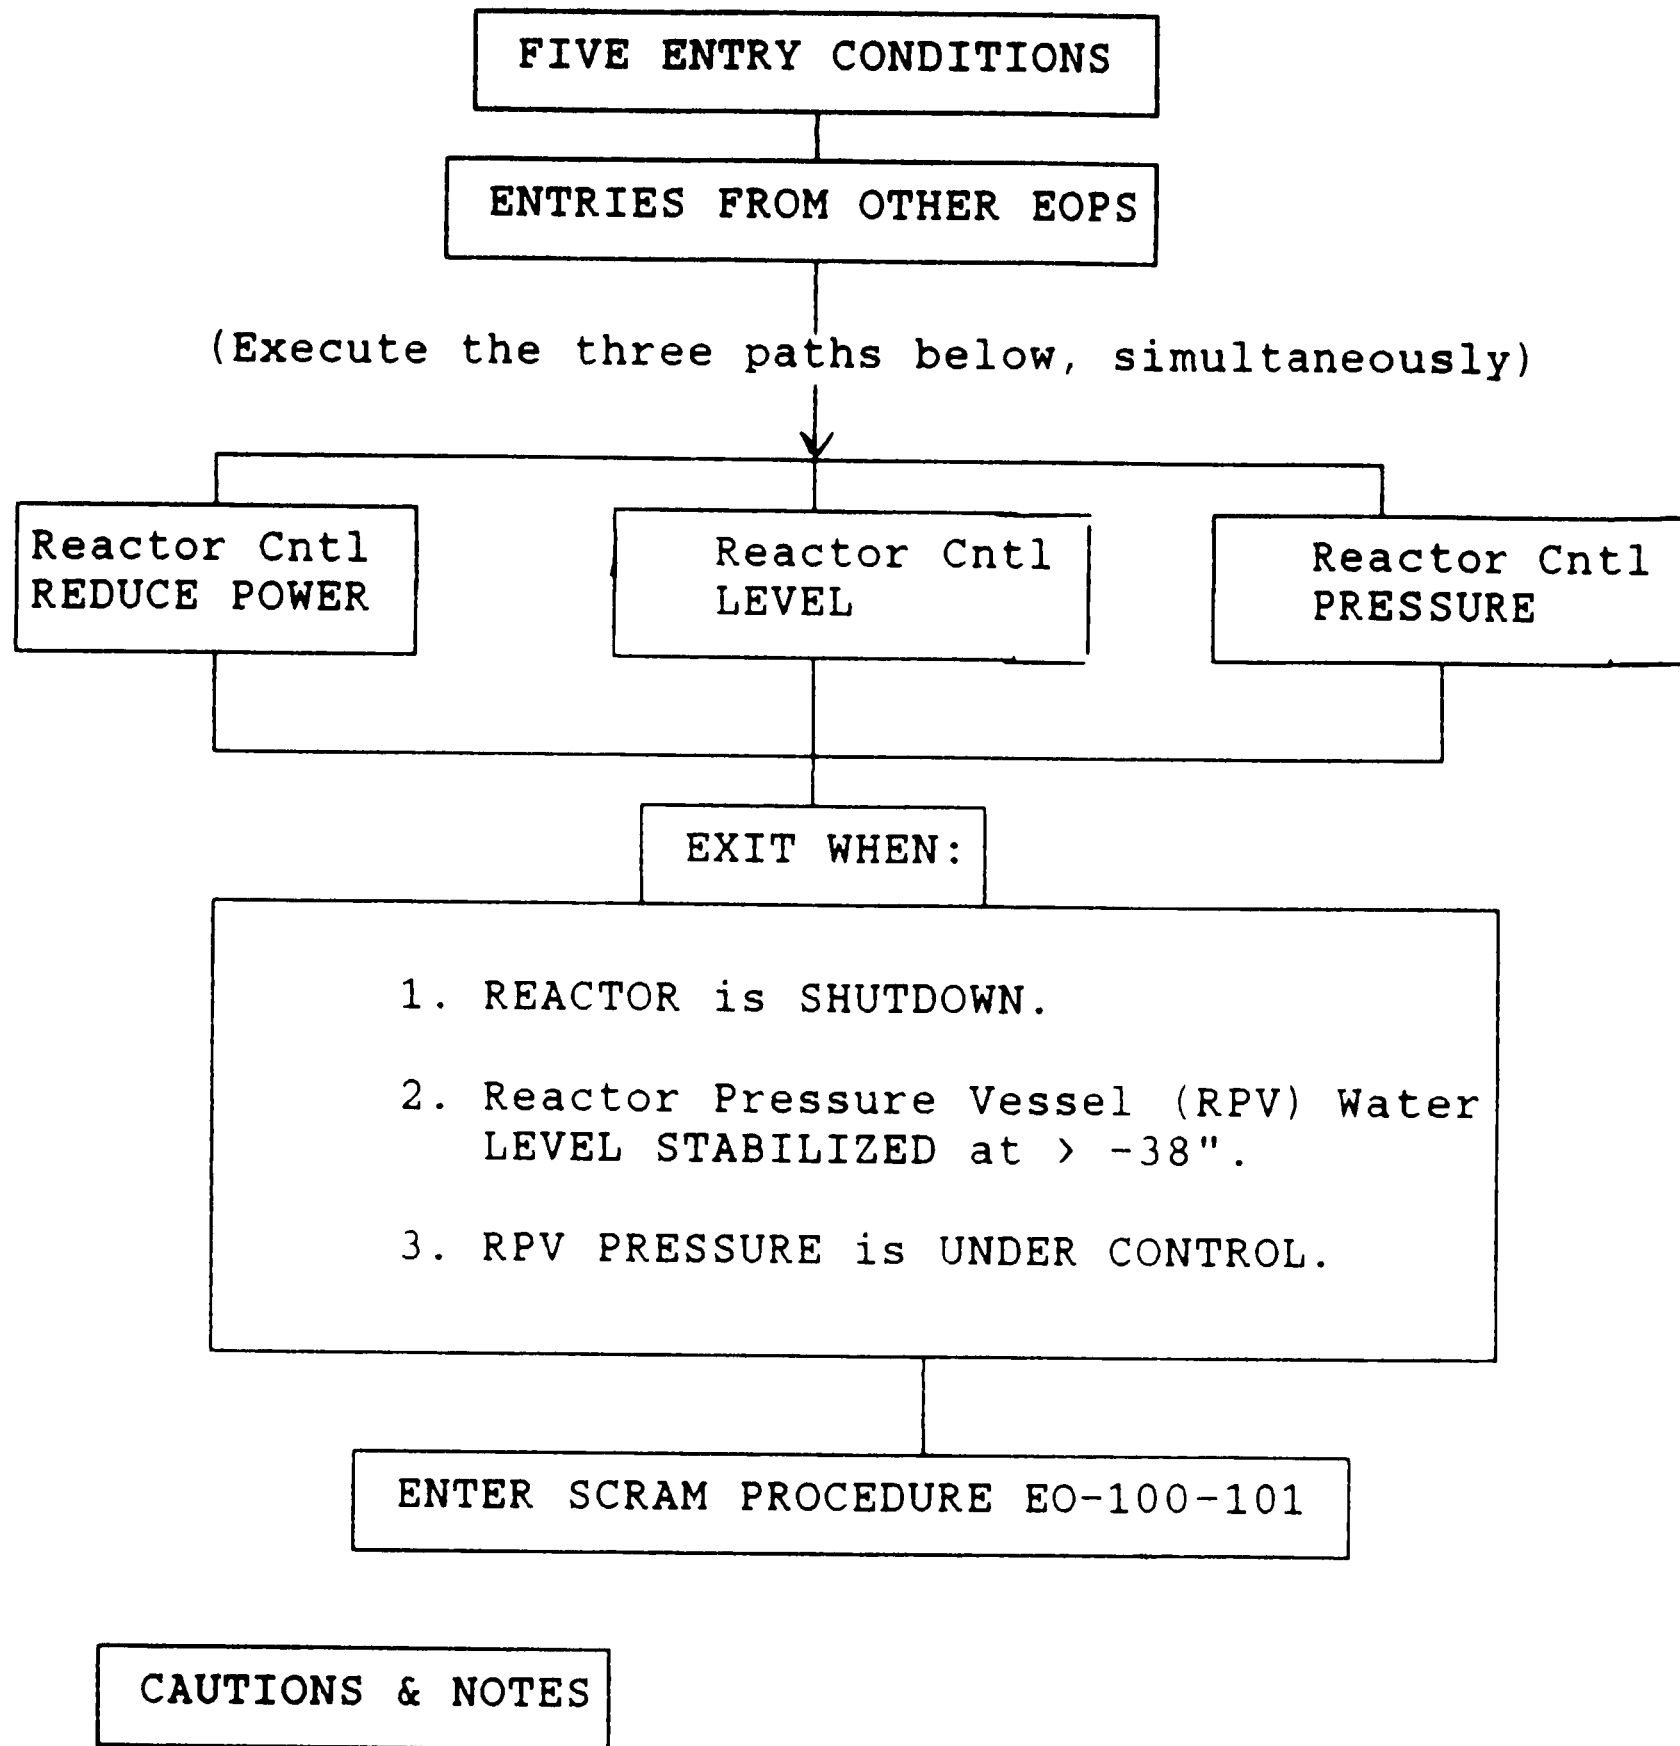 FIVE ENTRY CONDITIONS
ENTRIES FROM OTHER EOPS
(Execute the three paths below, simultaneously)
Reactor Cntl
REDUCE POWER
Reactor Cntl
LEVEL
Reactor Cntl
PRESSURE
EXIT WHEN:
1. REACTOR is SHUTDOWN.
2. Reactor Pressure Vessel (RPV) Water
LEVEL STABILIZED at > -38".
3. RPV PRESSURE is UNDER CONTROL.
ENTER SCRAM PROCEDURE EO-100-101
CAUTIONS & NOTES